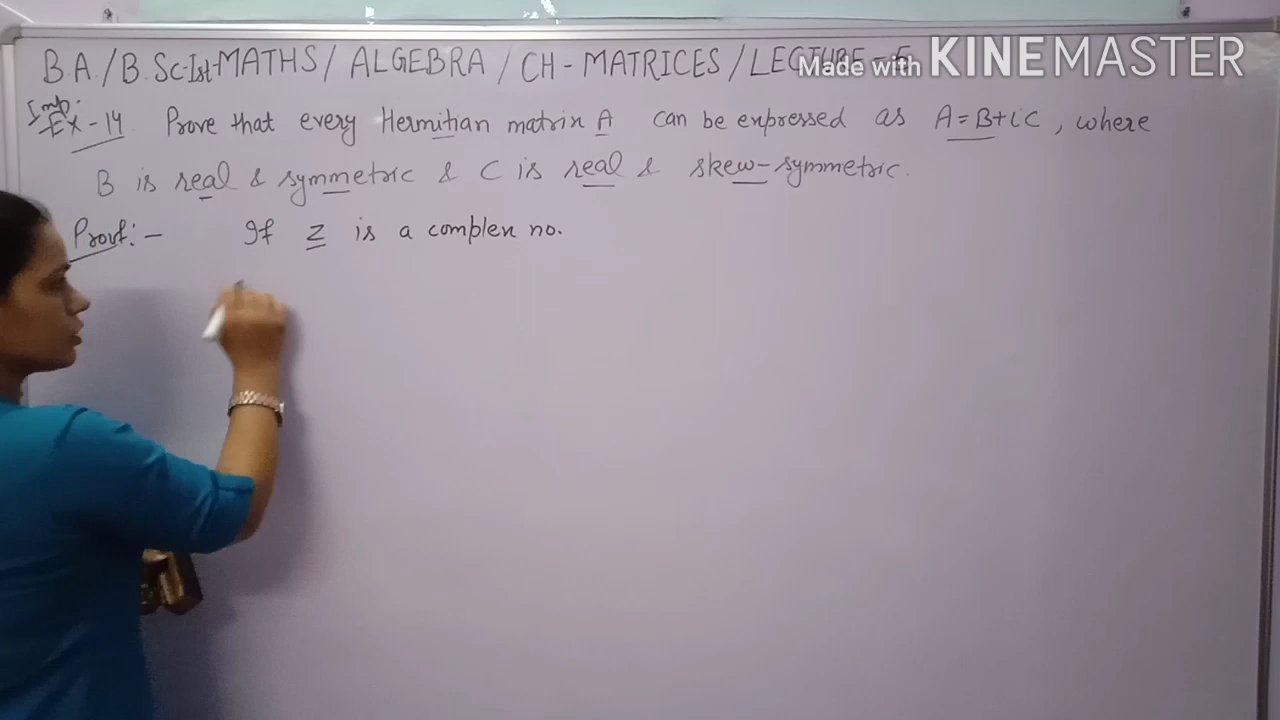 B.A./B.Sc-Ist-MATHS/ALGEBRA/CH-MATRICES/LECTURE-
Made with KINEMASTER
Imp.
EX-14 Prove that every Hermitian matrix A can be expressed as A=B+iC, where
B is real & symmetric & C is real & skew-symmetric.
Proof:- If z is a complex no.